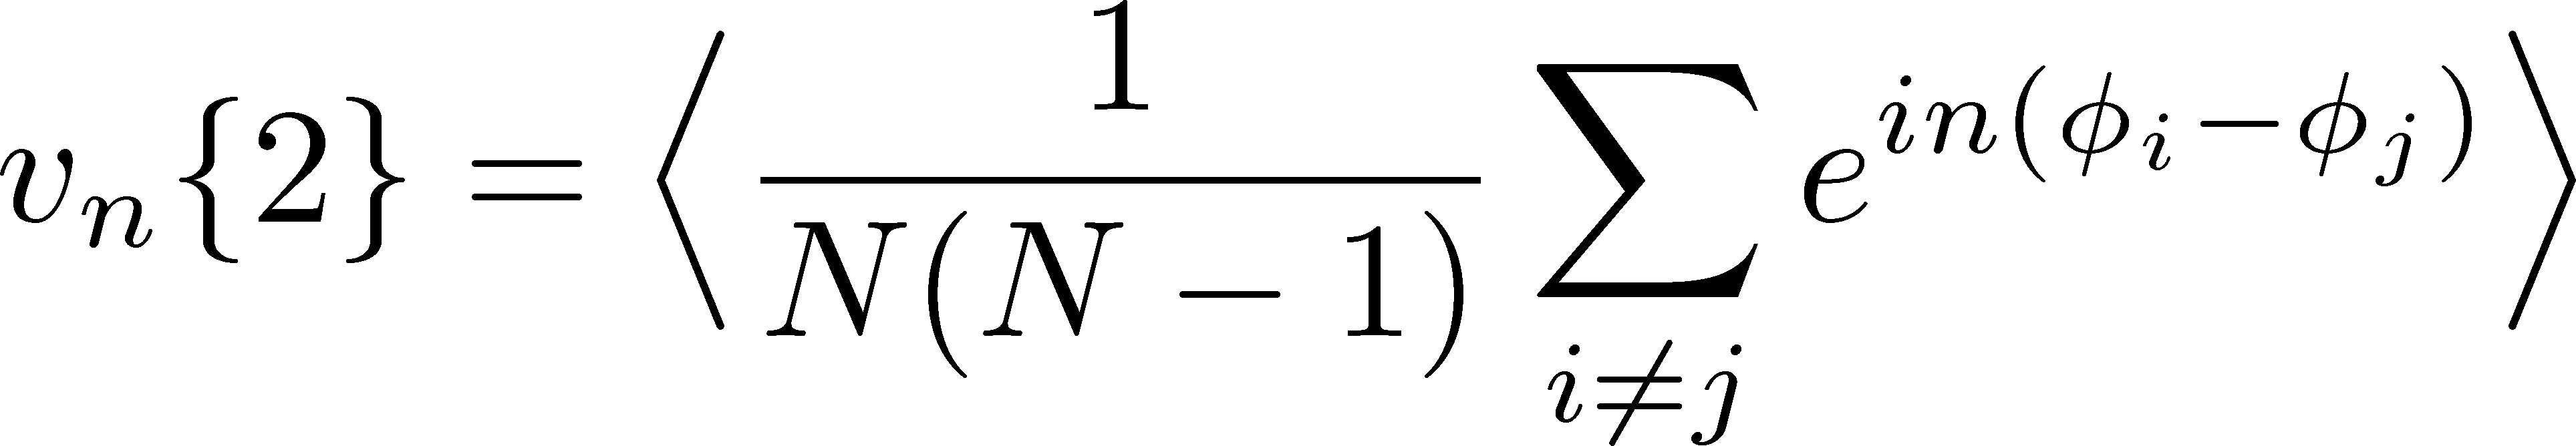 v_n\{2\} = \left\langle \frac{1}{N(N-1)} \sum_{i \neq j} e^{in(\phi_i - \phi_j)} \right\rangle